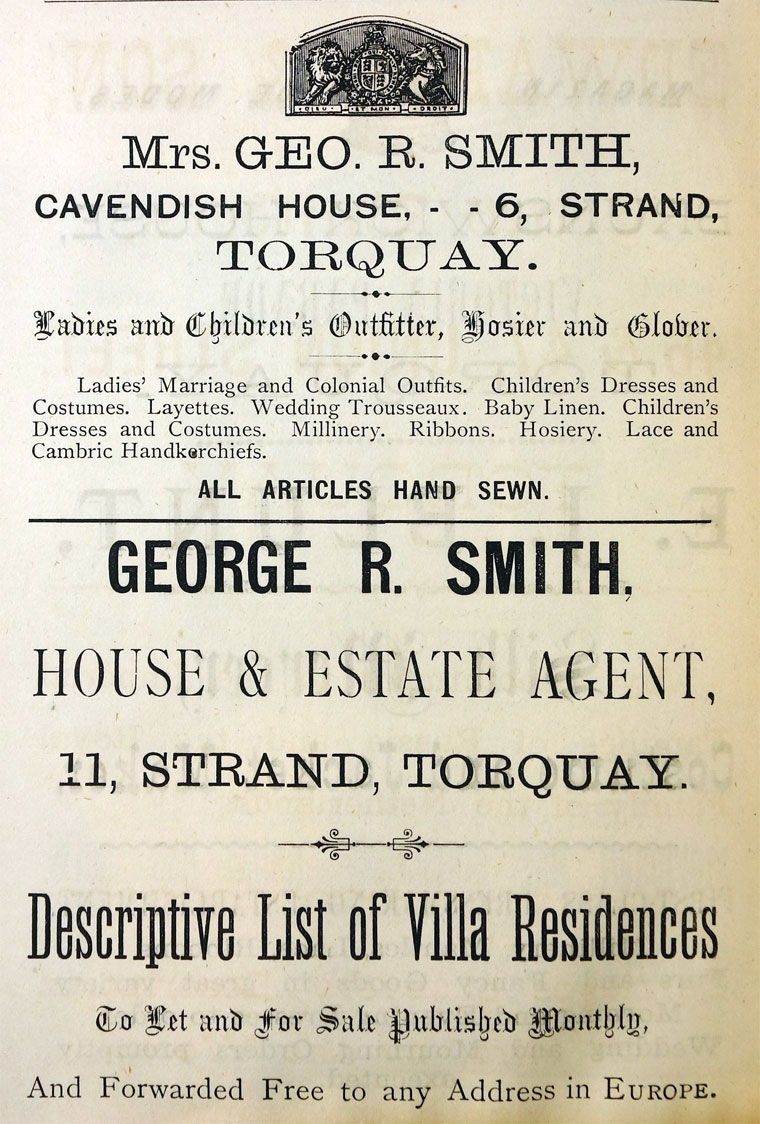 DIEU ET MON DROIT
Mrs. GEO. R. SMITH,
CAVENDISH HOUSE, - - 6, STRAND,
TORQUAY.
Ladies and Children's Outfitter, Hosier and Glover.
Ladies' Marriage and Colonial Outfits. Children's Dresses and
Costumes. Layettes. Wedding Trousseaux. Baby Linen. Children's
Dresses and Costumes. Millinery. Ribbons. Hosiery. Lace and
Cambric Handkerchiefs.
ALL ARTICLES HAND SEWN.
GEORGE R. SMITH,
HOUSE & ESTATE AGENT,
11, STRAND, TORQUAY.
Descriptive List of Villa Residences
To Let and For Sale Published Monthly,
And Forwarded Free to any Address in EUROPE.